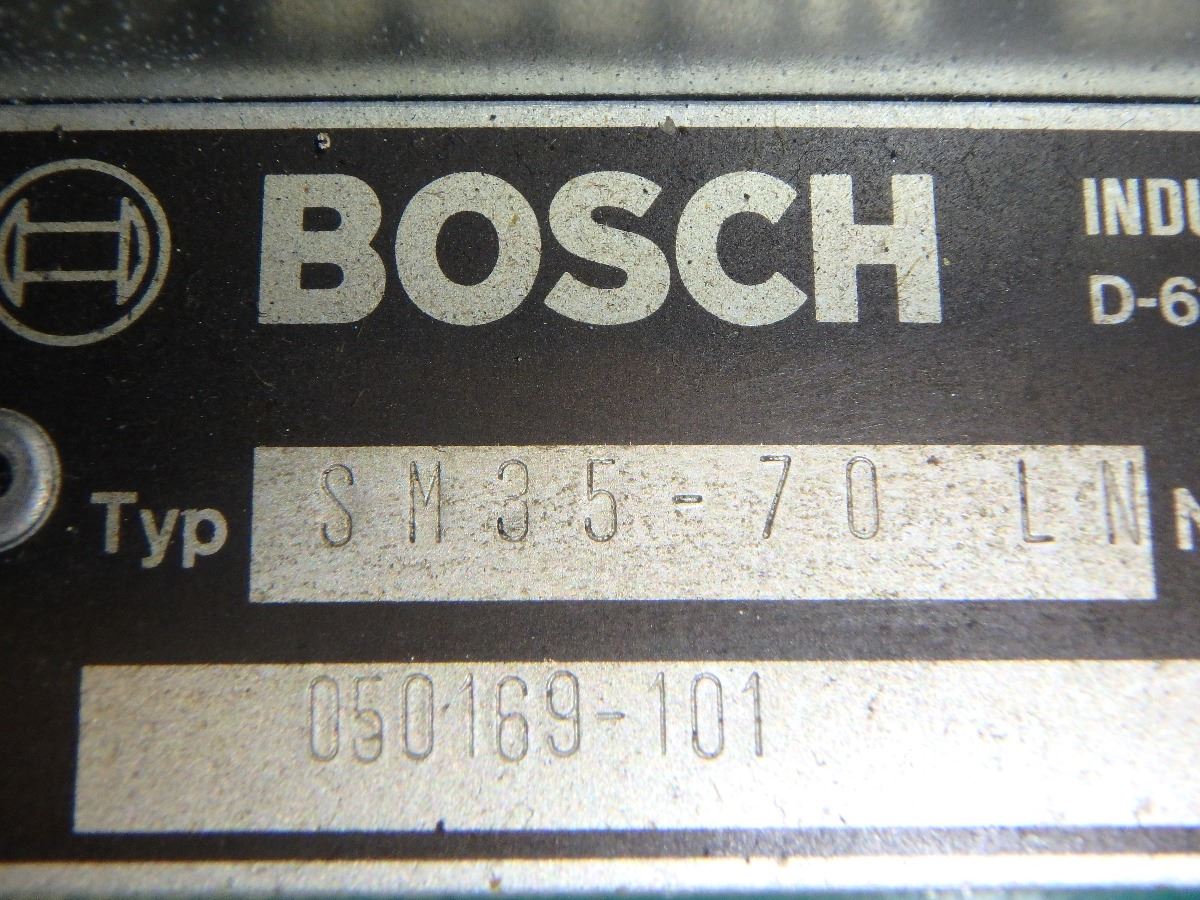 BOSCH INDU
D-6
Typ SM35-70 LN N
050169-101